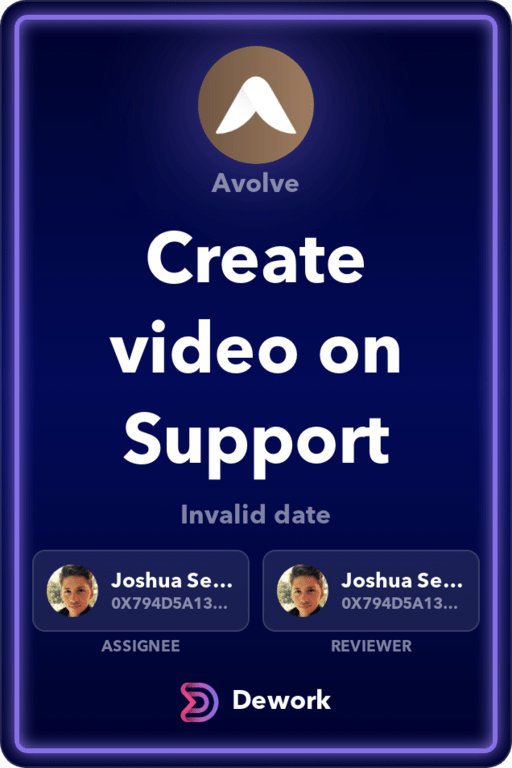 Avolve
Create
video on
Support
Invalid date
Joshua Se...
0X794D5A13...
ASSIGNEE
Joshua Se...
0X794D5A13...
REVIEWER
Dework